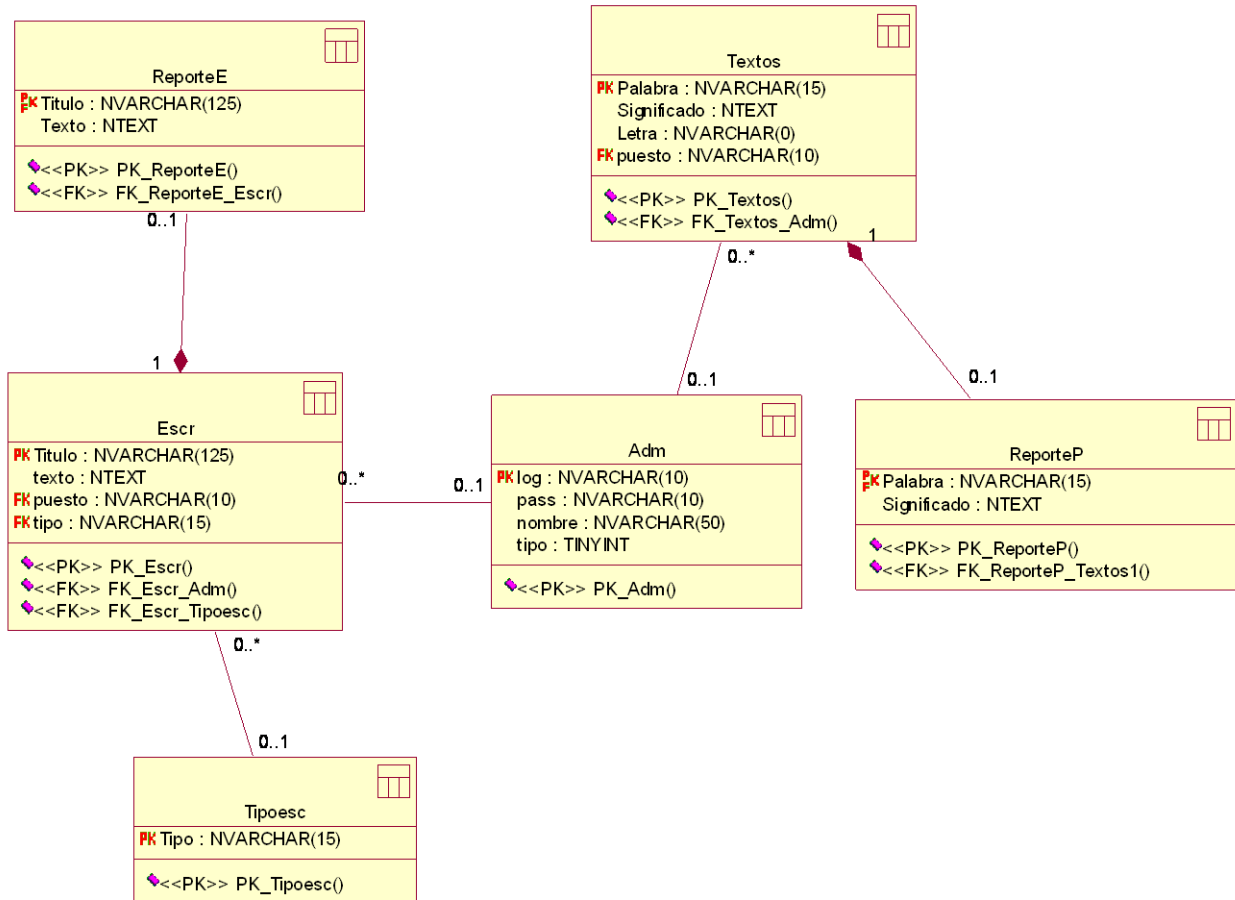 ReporteE
PFK Titulo : NVARCHAR(125)
Texto : NTEXT
<<PK>> PK_ReporteE()
<<FK>> FK_ReporteE_Escr()
0..1
1
Textos
PK Palabra : NVARCHAR(15)
Significado : NTEXT
Letra : NVARCHAR(0)
FK puesto : NVARCHAR(10)
<<PK>> PK_Textos()
<<FK>> FK_Textos_Adm()
0..*
1
0..1
0..1
Escr
PK Titulo : NVARCHAR(125)
texto : NTEXT
FK puesto : NVARCHAR(10)
FK tipo : NVARCHAR(15)
<<PK>> PK_Escr()
<<FK>> FK_Escr_Adm()
<<FK>> FK_Escr_Tipoesc()
0..*
0..1
Adm
PK log : NVARCHAR(10)
pass : NVARCHAR(10)
nombre : NVARCHAR(50)
tipo : TINYINT
<<PK>> PK_Adm()
ReporteP
PFK Palabra : NVARCHAR(15)
Significado : NTEXT
<<PK>> PK_ReporteP()
<<FK>> FK_ReporteP_Textos1()
0..*
0..1
Tipoesc
PK Tipo : NVARCHAR(15)
<<PK>> PK_Tipoesc()